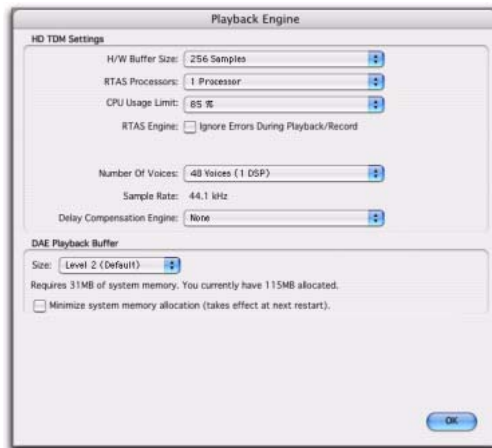 Playback Engine
HD TDM Settings
H/W Buffer Size: 256 Samples
RTAS Processors: 1 Processor
CPU Usage Limit: 85 %
RTAS Engine: Ignore Errors During Playback/Record
Number Of Voices: 48 Voices (1 DSP)
Sample Rate: 44.1 kHz
Delay Compensation Engine: None
DAE Playback Buffer
Size: Level 2 (Default)
Requires 31MB of system memory. You currently have 115MB allocated.
Minimize system memory allocation (takes effect at next restart).
OK